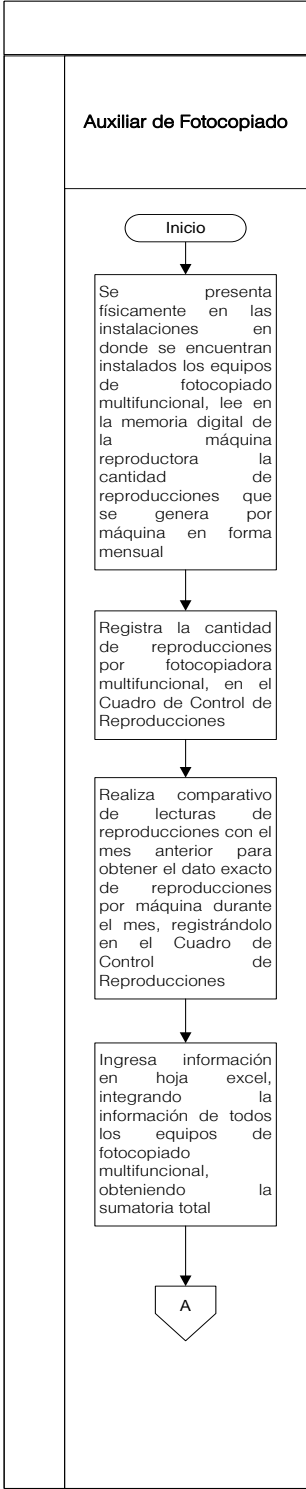 Auxiliar de Fotocopiado
Inicio
Se presenta
físicamente en las
instalaciones en
donde se encuentran
instalados los equipos
de fotocopiado
multifuncional, lee en
la memoria digital de
la máquina
reproductora la
cantidad de
reproducciones que
se genera por
máquina en forma
mensual
Registra la cantidad
de reproducciones
por fotocopiadora
multifuncional, en el
Cuadro de Control de
Reproducciones
Realiza comparativo
de lecturas de
reproducciones con el
mes anterior para
obtener el dato exacto
de reproducciones
por máquina durante
el mes, registrándolo
en el Cuadro de
Control de
Reproducciones
Ingresa información
en hoja excel,
integrando la
información de todos
los equipos de
fotocopiado
multifuncional,
obteniendo la
sumatoria total
A